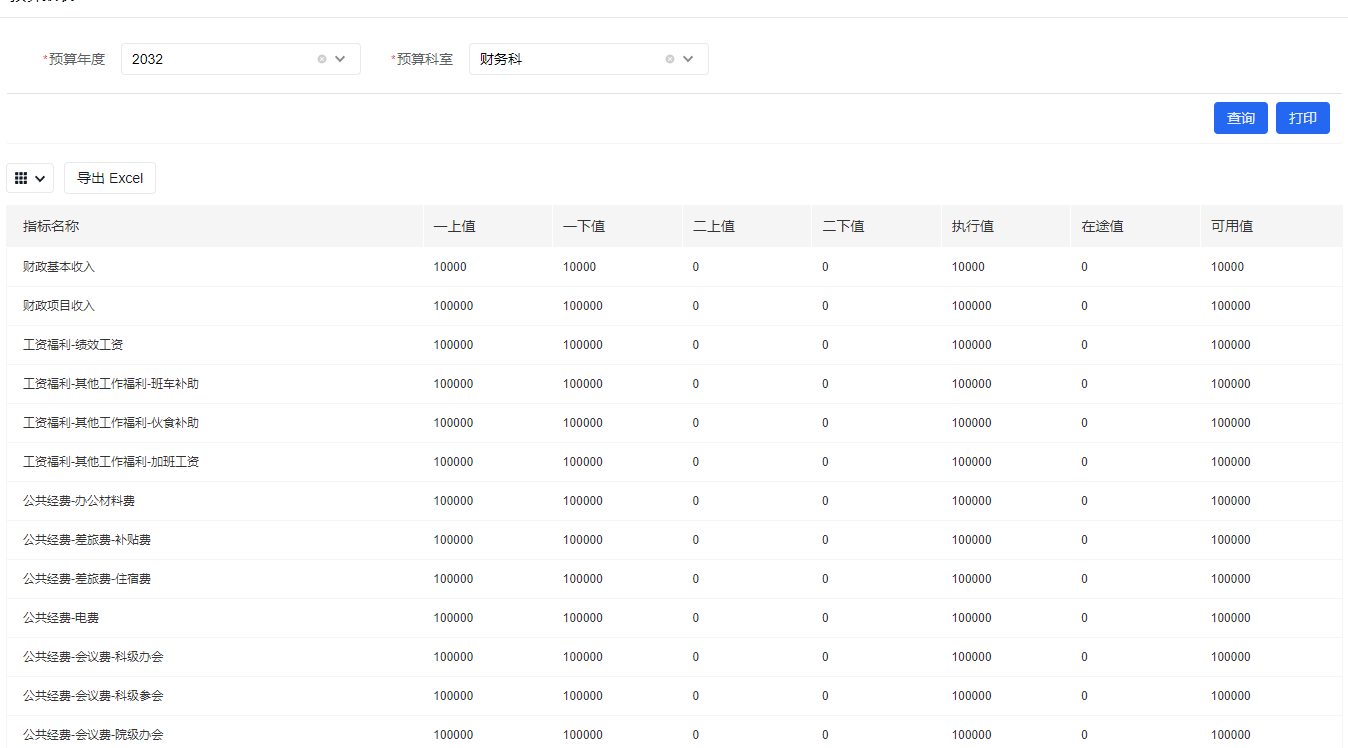 *预算年度 2032 *预算科室 财务科
查询 打印
导出 Excel
指标名称 一上值 一下值 二上值 二下值 执行值 在途值 可用值
财政基本收入 10000 10000 0 0 10000 0 10000
财政项目收入 100000 100000 0 0 100000 0 100000
工资福利-绩效工资 100000 100000 0 0 100000 0 100000
工资福利-其他工作福利-班车补助 100000 100000 0 0 100000 0 100000
工资福利-其他工作福利-伙食补助 100000 100000 0 0 100000 0 100000
工资福利-其他工作福利-加班工资 100000 100000 0 0 100000 0 100000
公共经费-办公材料费 100000 100000 0 0 100000 0 100000
公共经费-差旅费-补贴费 100000 100000 0 0 100000 0 100000
公共经费-差旅费-住宿费 100000 100000 0 0 100000 0 100000
公共经费-电费 100000 100000 0 0 100000 0 100000
公共经费-会议费-科级办会 100000 100000 0 0 100000 0 100000
公共经费-会议费-科级参会 100000 100000 0 0 100000 0 100000
公共经费-会议费-院级办会 100000 100000 0 0 100000 0 100000